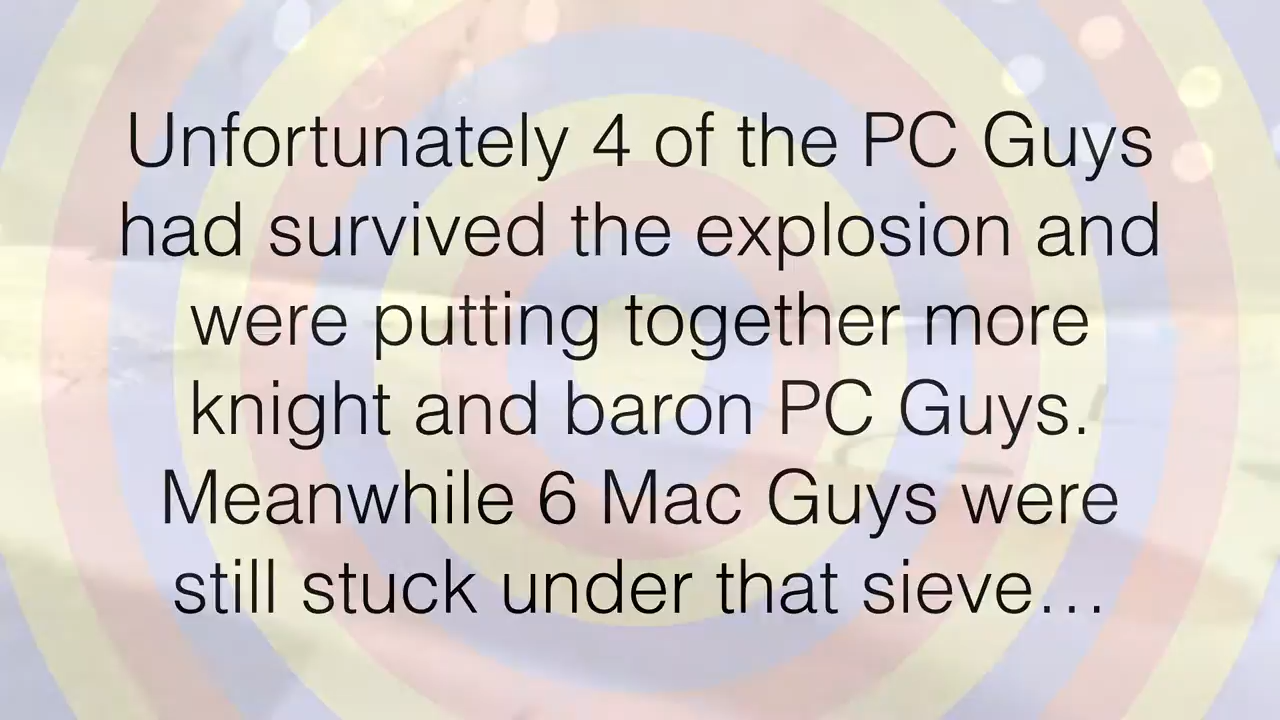 Unfortunately 4 of the PC Guys
had survived the explosion and
were putting together more
knight and baron PC Guys.
Meanwhile 6 Mac Guys were
still stuck under that sieve…